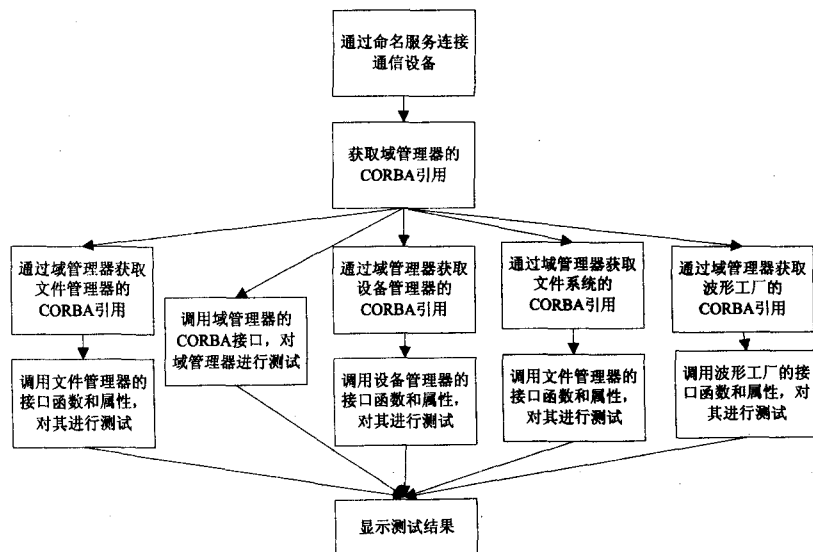 通过命名服务连接
通信设备
获取域管理器的
CORBA引用
通过域管理器获取
文件管理器的
CORBA引用
调用域管理器的
CORBA接口，对
域管理器进行测试
通过域管理器获取
设备管理器的
CORBA引用
通过域管理器获取
文件系统的
CORBA引用
通过域管理器获取
波形工厂的
CORBA引用
调用文件管理器的
接口函数和属性，
对其进行测试
调用设备管理器的
接口函数和属性，
对其进行测试
调用文件管理器的
接口函数和属性，
对其进行测试
调用波形工厂的接
口函数和属性，对
其进行测试
显示测试结果